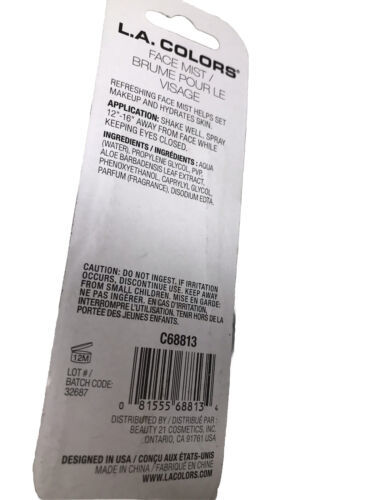 L.A. COLORS®
FACE MIST /
BRUME POUR LE
VISAGE
REFRESHING FACE MIST HELPS SET
MAKEUP AND HYDRATES SKIN.
APPLICATION: SHAKE WELL. SPRAY
12"-16" AWAY FROM FACE WHILE
KEEPING EYES CLOSED.
INGREDIENTS / INGRÉDIENTS : AQUA
(WATER), PROPYLENE GLYCOL, PVP,
ALOE BARBADENSIS LEAF EXTRACT,
PHENOXYETHANOL, CAPRYLYL GLYCOL,
PARFUM (FRAGRANCE), DISODIUM EDTA.
CAUTION: DO NOT INGEST. IF IRRITATION
OCCURS, DISCONTINUE USE. KEEP AWAY
FROM SMALL CHILDREN. MISE EN GARDE:
NE PAS INGÉRER. EN CAS D'IRRITATION,
INTERROMPRE L'UTILISATION. TENIR HORS DE LA
PORTÉE DES JEUNES ENFANTS.
C68813
12M
LOT # /
BATCH CODE:
32687
0 81555 68813 4
DISTRIBUTED BY / DISTRIBUÉ PAR :
BEAUTY 21 COSMETICS, INC.
ONTARIO, CA 91761 USA
DESIGNED IN USA / CONÇU AUX ÉTATS-UNIS
MADE IN CHINA / FABRIQUÉ EN CHINE
WWW.LACOLORS.COM